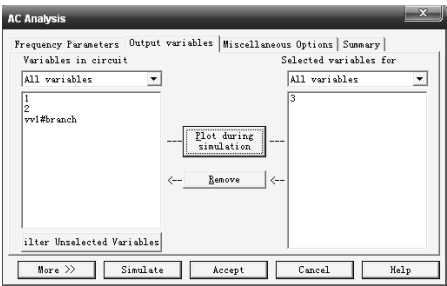 AC Analysis
Frequency Parameters Output variables Miscellaneous Options Summary
Variables in circuit
Selected variables for
All variables
All variables
1
2
vv1#branch
3
Plot during
simulation
Remove
ilter Unselected Variables
More >> Simulate Accept Cancel Help